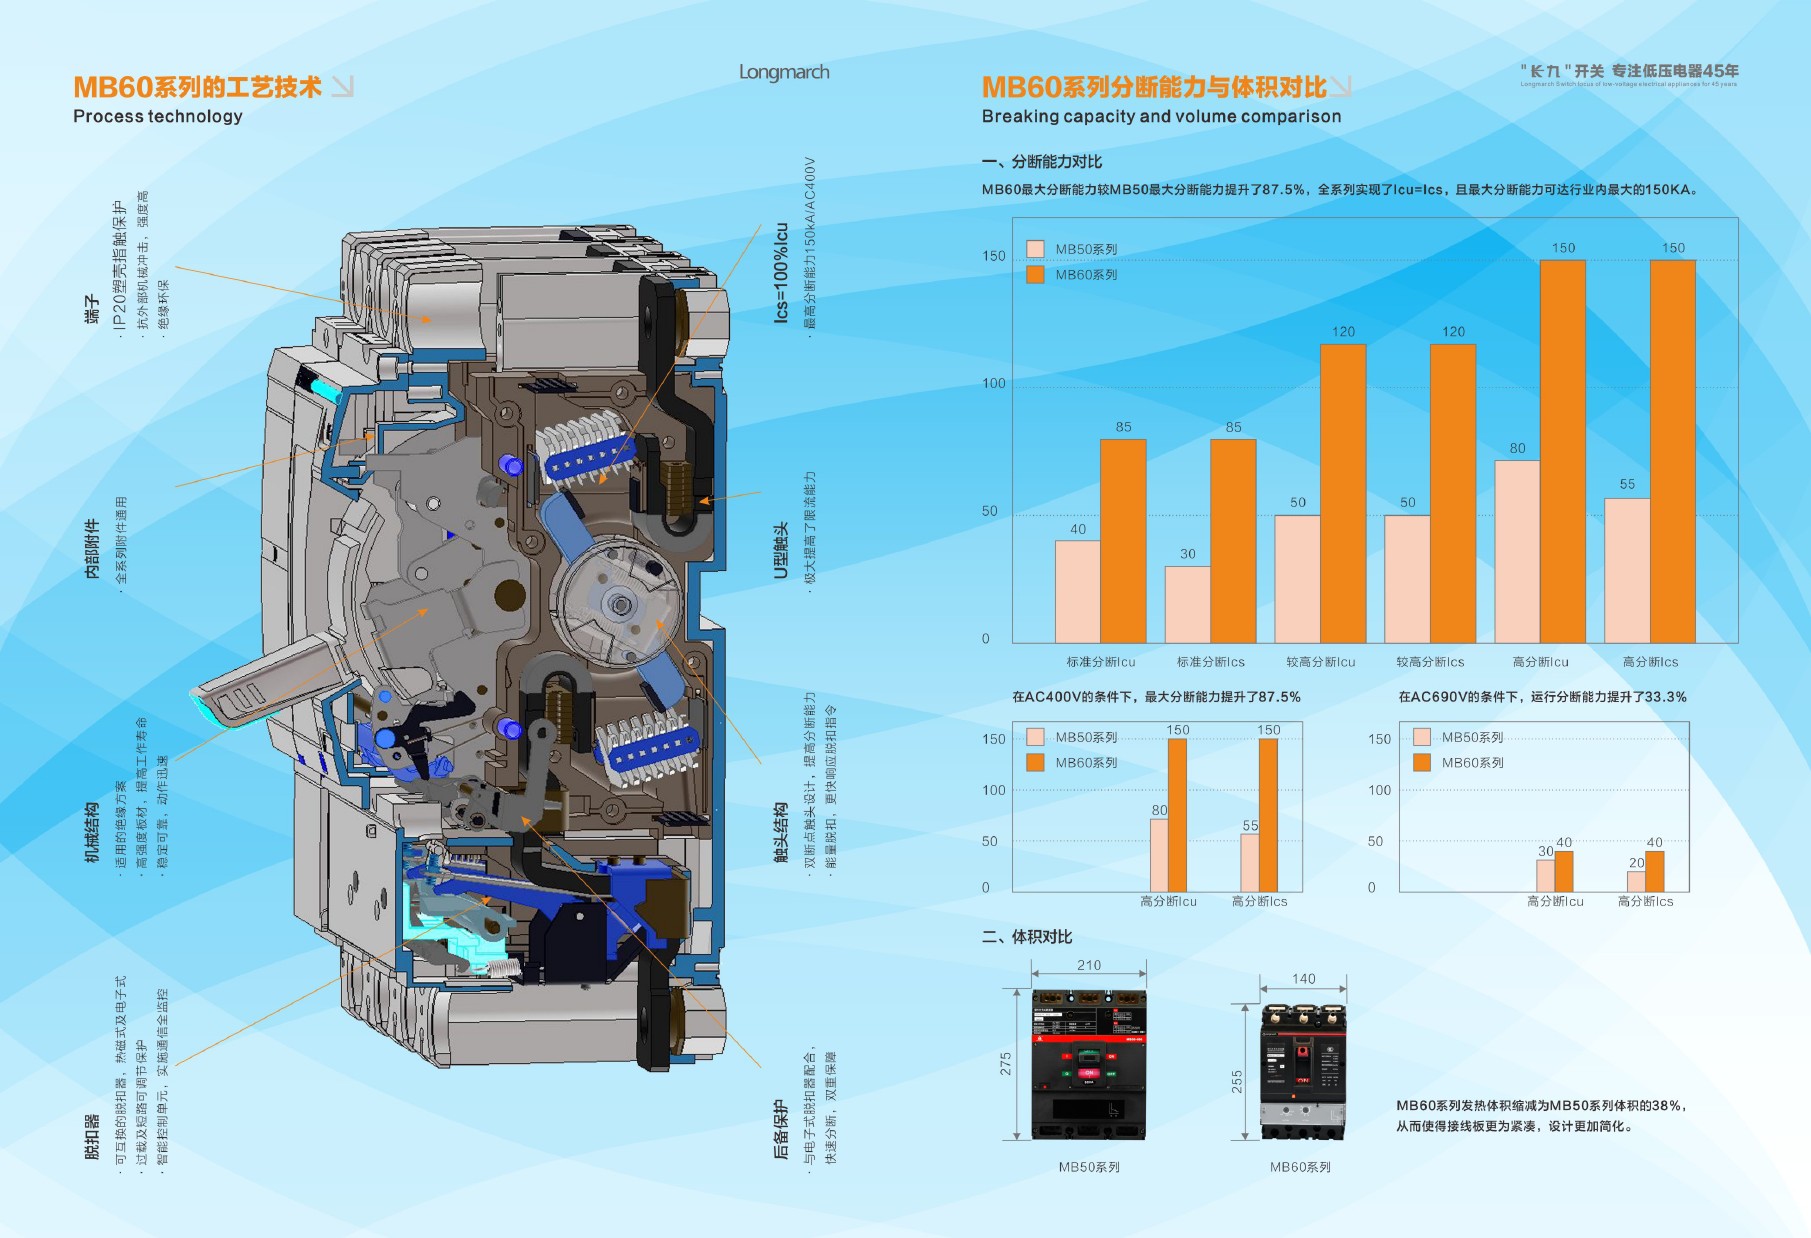 MB60系列的工艺技术
Process technology
Longmarch
端子
· IP20塑壳指触保护
· 抗外部机械冲击，强度高
· 绝缘环保
内部附件
· 全系列附件通用
机械结构
· 适用的绝缘方案
· 高强度板材，提高工作寿命
· 稳定可靠，动作迅速
脱扣器
· 可互换的脱扣器，热磁式及电子式
· 过载及短路可调节保护
· 智能控制单元，实施通信全监控
Ics=100%Icu
· 最高分断能力150kA/AC400V
U型触头
· 极大提高了限流能力
触头结构
· 双断点触头设计，提高分断能力
· 能量脱扣，更快响应脱扣指令
后备保护
· 与电子式脱扣器配合，
快速分断，双重保障
MB60系列分断能力与体积对比
Breaking capacity and volume comparison
"长九"开关 专注低压电器45年
Longmarch Switch focus of low-voltage electrical appliances for 45 years
一、分断能力对比
MB60最大分断能力较MB50最大分断能力提升了87.5%，全系列实现了Icu=Ics，且最大分断能力可达行业内最大的150KA。
MB50系列
MB60系列
150
100
50
0
40
85
30
85
50
120
50
120
80
150
55
150
标准分断Icu
标准分断Ics
较高分断Icu
较高分断Ics
高分断Icu
高分断Ics
在AC400V的条件下，最大分断能力提升了87.5%
MB50系列
MB60系列
150
100
50
0
80
150
55
150
高分断Icu
高分断Ics
在AC690V的条件下，运行分断能力提升了33.3%
MB50系列
MB60系列
150
100
50
0
30
40
20
40
高分断Icu
高分断Ics
二、体积对比
210
275
MB50系列
140
255
MB60系列
MB60系列发热体积缩减为MB50系列体积的38%，
从而使得接线板更为紧凑，设计更加简化。